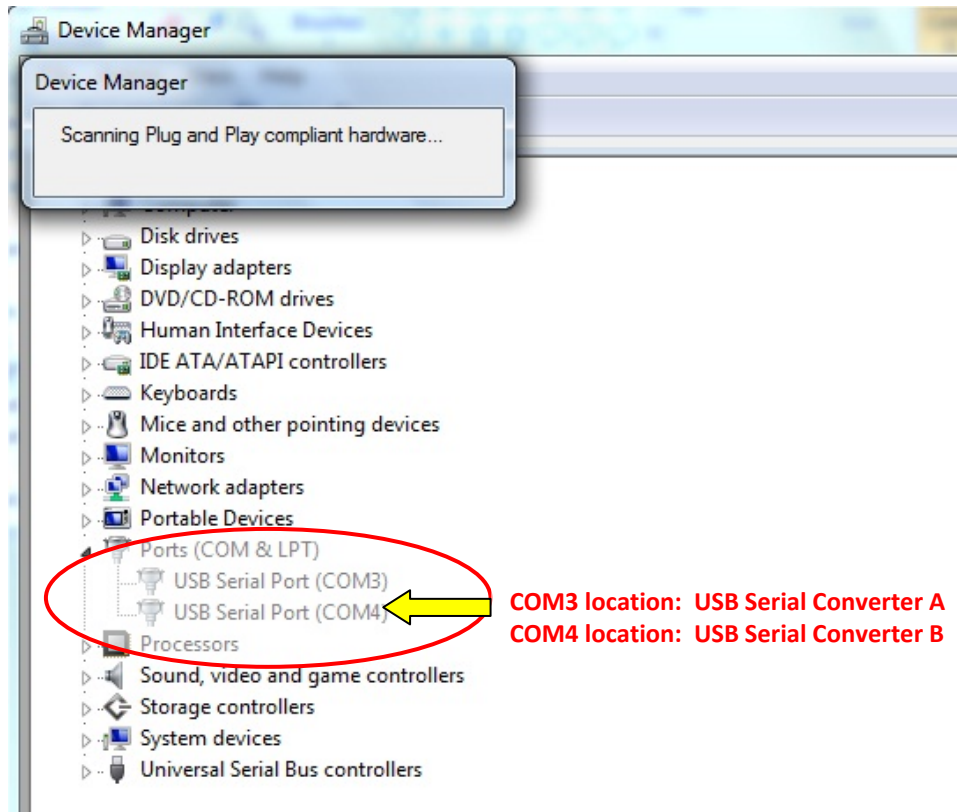 Device Manager
Device Manager
Scanning Plug and Play compliant hardware...
Disk drives
Display adapters
DVD/CD-ROM drives
Human Interface Devices
IDE ATA/ATAPI controllers
Keyboards
Mice and other pointing devices
Monitors
Network adapters
Portable Devices
Ports (COM & LPT)
USB Serial Port (COM3)
USB Serial Port (COM4)
COM3 location: USB Serial Converter A
COM4 location: USB Serial Converter B
Processors
Sound, video and game controllers
Storage controllers
System devices
Universal Serial Bus controllers